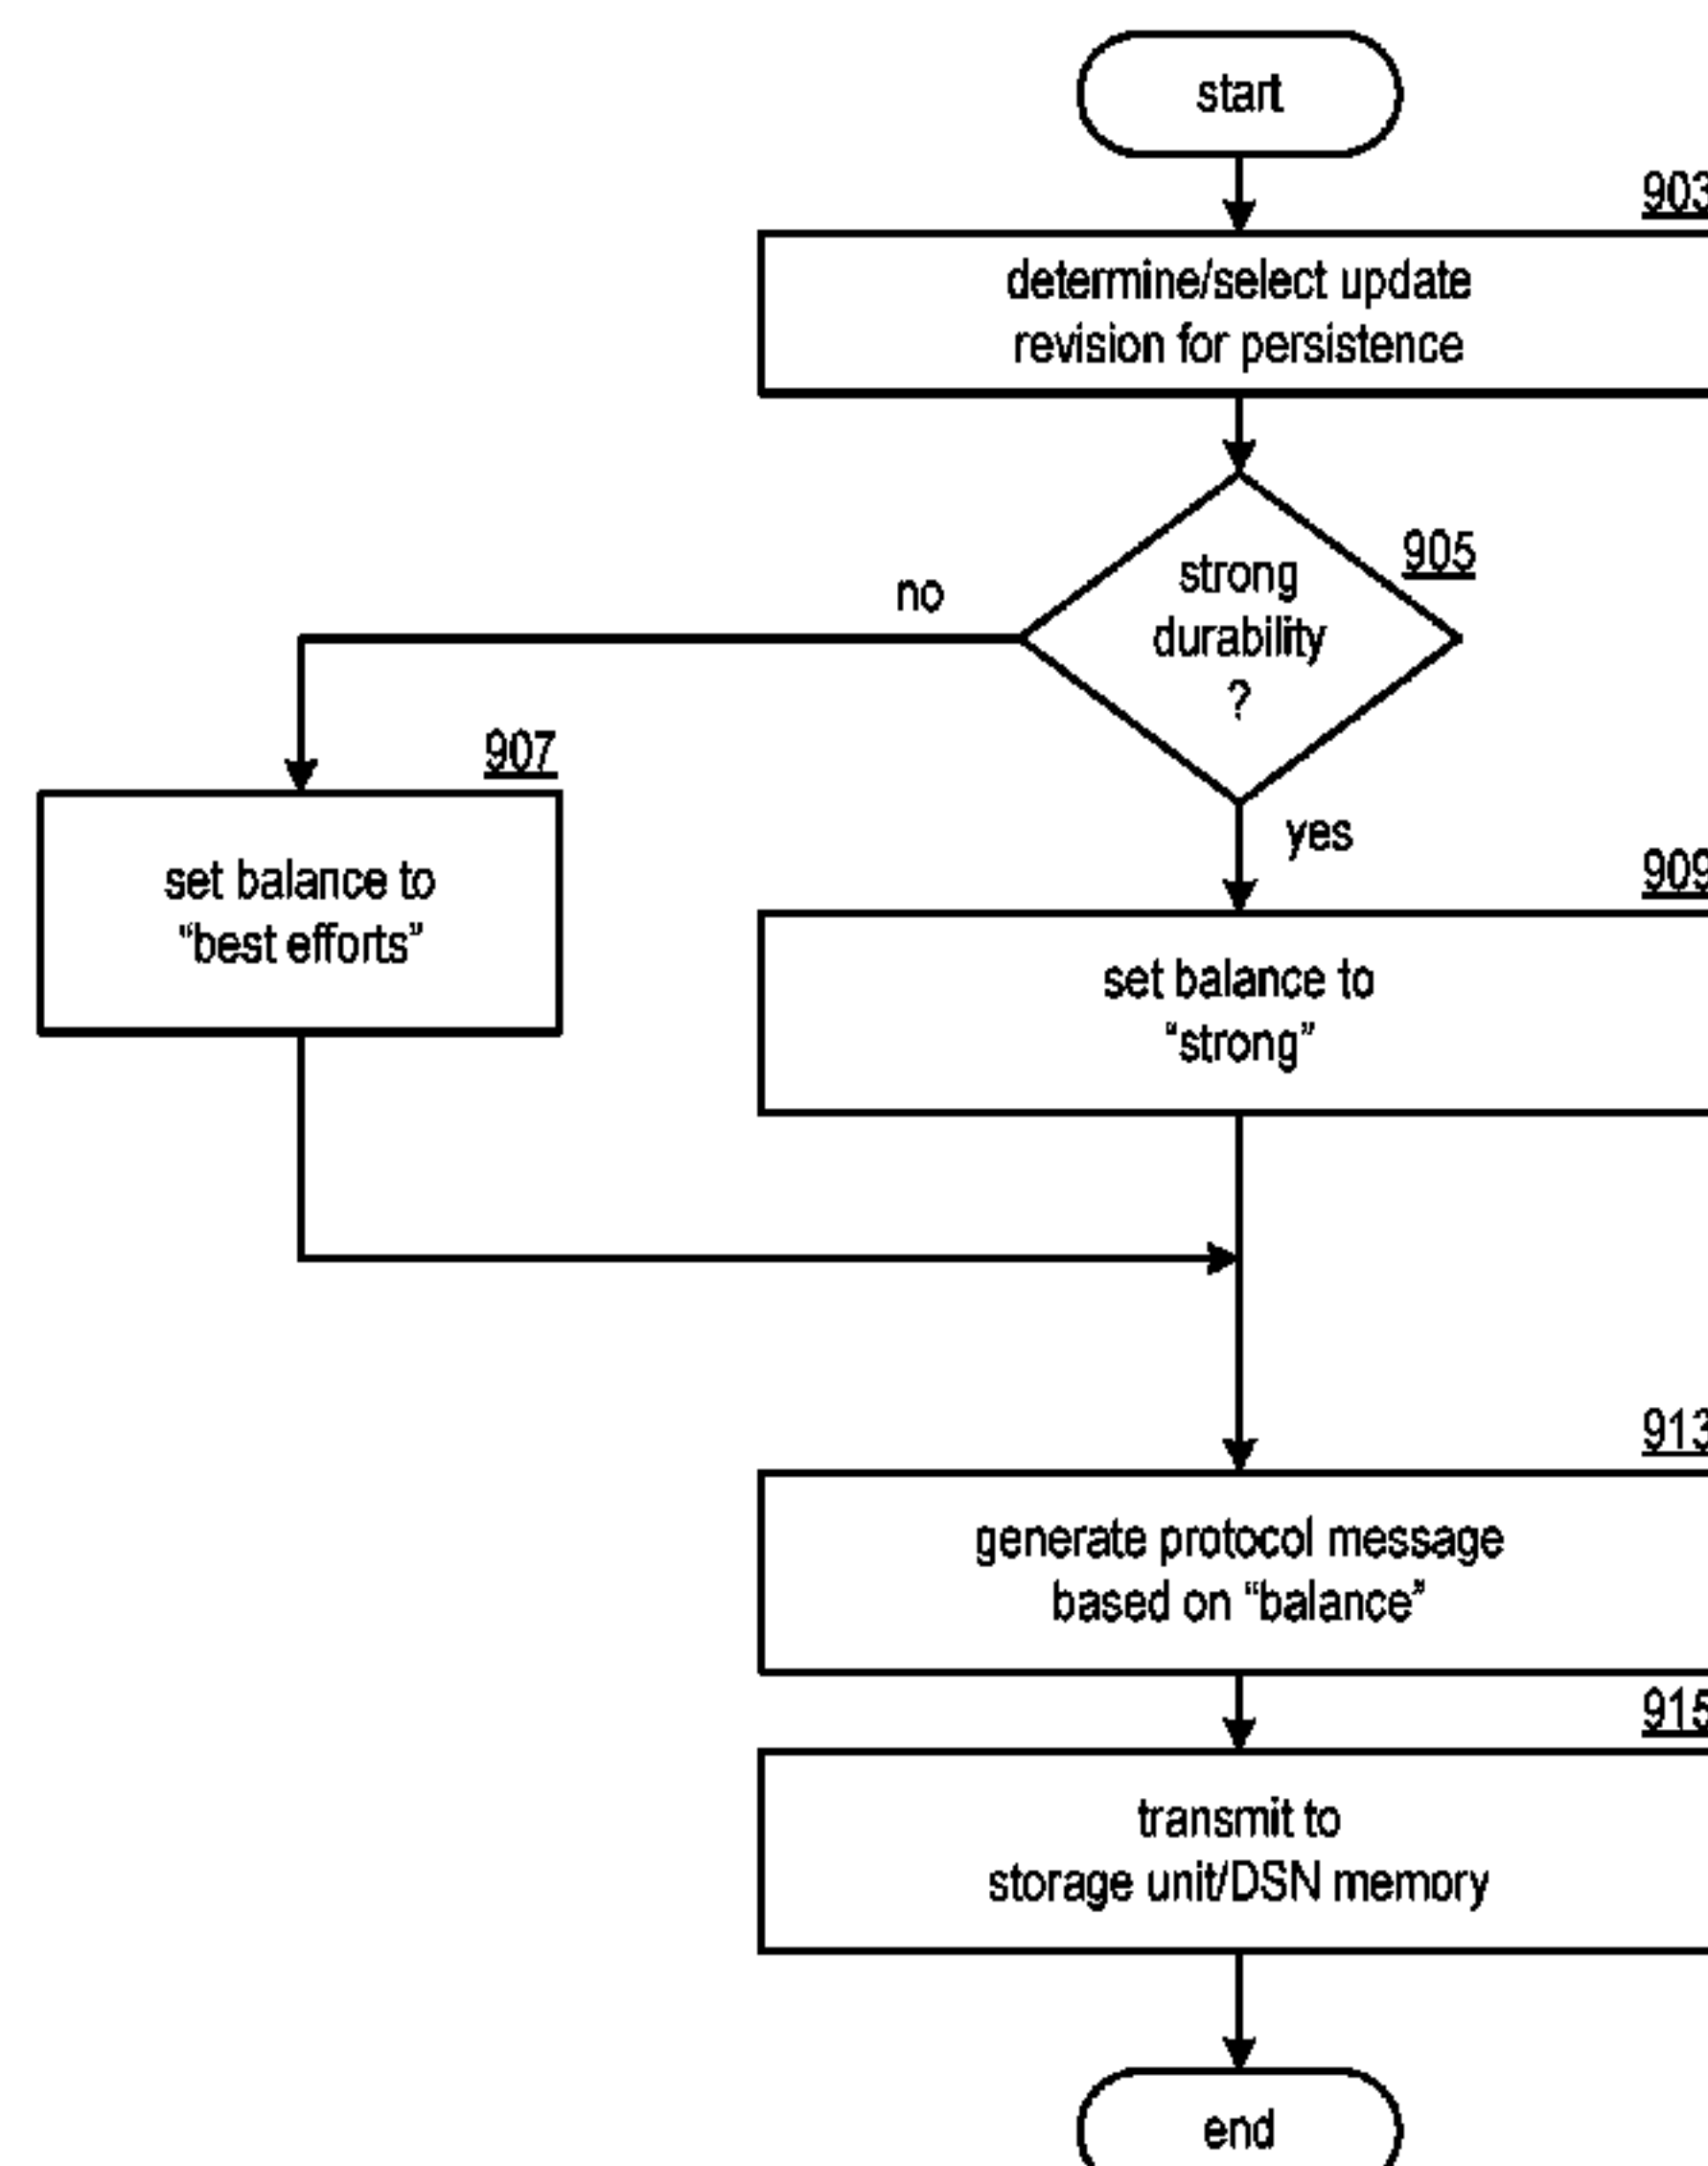 start
903
determine/select update
revision for persistence
905
strong
durability
?
no
yes
907
set balance to
“best efforts”
909
set balance to
“strong”
913
generate protocol message
based on “balance”
915
transmit to
storage unit/DSN memory
end